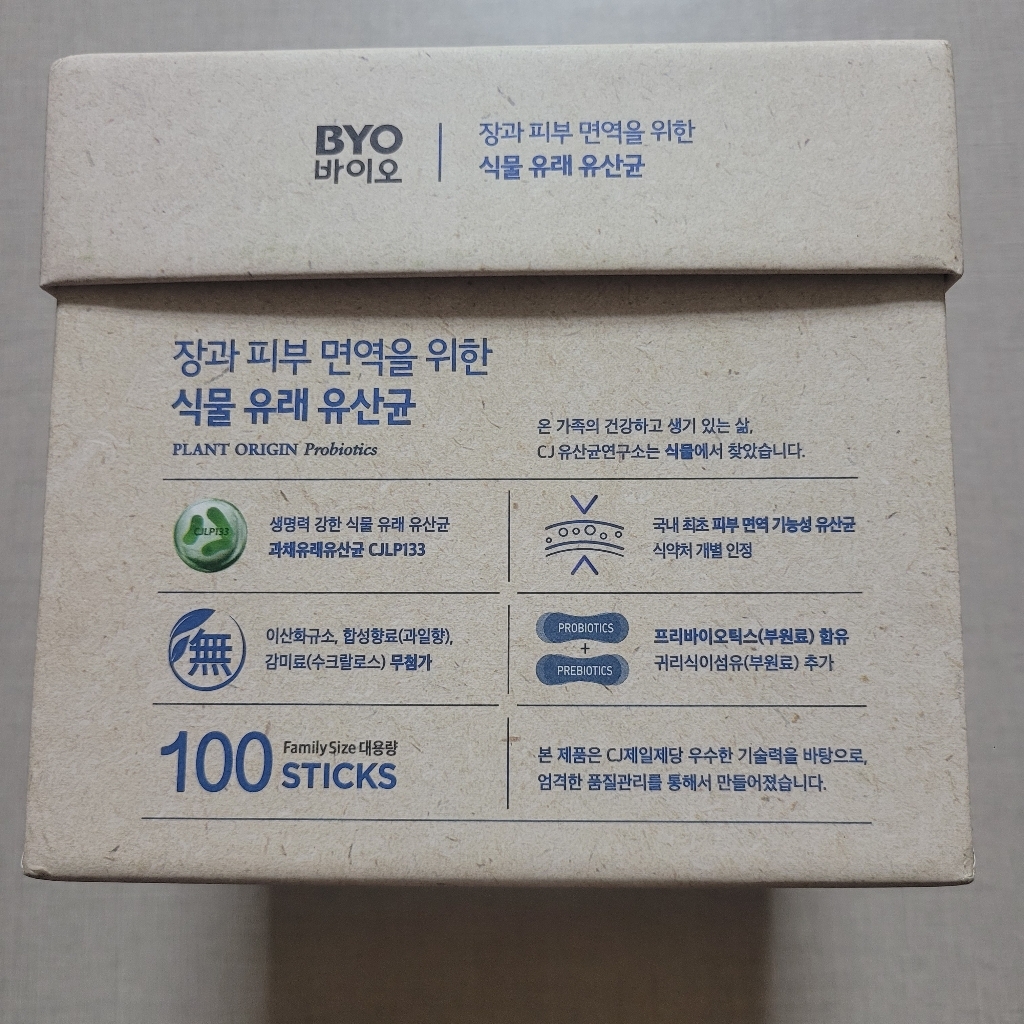 BYO
바이오
장과 피부 면역을 위한
식물 유래 유산균
장과 피부 면역을 위한
식물 유래 유산균
PLANT ORIGIN Probiotics
온 가족의 건강하고 생기 있는 삶,
CJ 유산균연구소는 식물에서 찾았습니다.
CJLP133
생명력 강한 식물 유래 유산균
과채유래유산균 CJLP133
국내 최초 피부 면역 기능성 유산균
식약처 개별 인정
無
이산화규소, 합성향료(과일향),
감미료(수크랄로스) 무첨가
PROBIOTICS
+
PREBIOTICS
프리바이오틱스(부원료) 함유
귀리식이섬유(부원료) 추가
100
Family Size 대용량
STICKS
본 제품은 CJ제일제당 우수한 기술력을 바탕으로,
엄격한 품질관리를 통해서 만들어졌습니다.